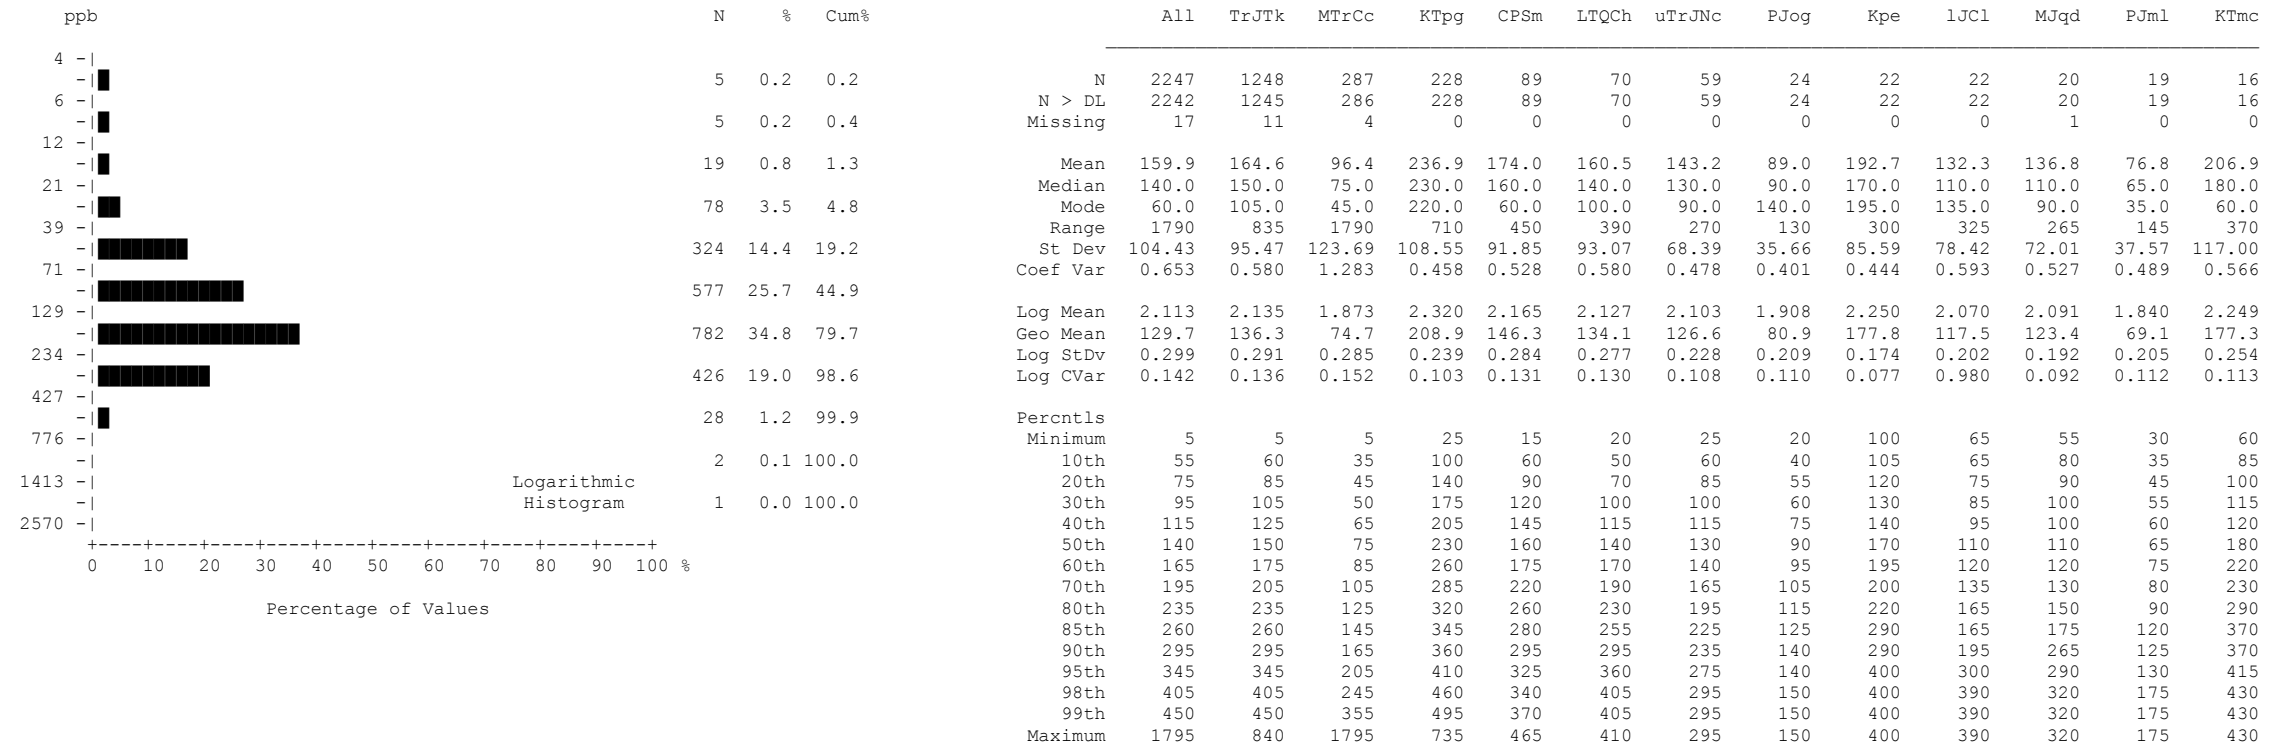 ppb N % Cum% All TrJTk MTrCc KTpg CPSm LTQCh uTrJNc PJog Kpe lJCl MJqd PJml KTmc
4 -|
-| 5 0.2 0.2 N 2247 1248 287 228 89 70 59 24 22 22 20 19 16
6 -| N > DL 2242 1245 286 228 89 70 59 24 22 22 20 19 16
-| 5 0.2 0.4 Missing 17 11 4 0 0 0 0 0 0 0 1 0 0
12 -|
-| 19 0.8 1.3 Mean 159.9 164.6 96.4 236.9 174.0 160.5 143.2 89.0 192.7 132.3 136.8 76.8 206.9
21 -| Median 140.0 150.0 75.0 230.0 160.0 140.0 130.0 90.0 170.0 110.0 110.0 65.0 180.0
-| 78 3.5 4.8 Mode 60.0 105.0 45.0 220.0 60.0 100.0 90.0 140.0 195.0 135.0 90.0 35.0 60.0
39 -| Range 1790 835 1790 710 450 390 270 130 300 325 265 145 370
-| 324 14.4 19.2 St Dev 104.43 95.47 123.69 108.55 91.85 93.07 68.39 35.66 85.59 78.42 72.01 37.57 117.00
71 -| Coef Var 0.653 0.580 1.283 0.458 0.528 0.580 0.478 0.401 0.444 0.593 0.527 0.489 0.566
-| 577 25.7 44.9
129 -| Log Mean 2.113 2.135 1.873 2.320 2.165 2.127 2.103 1.908 2.250 2.070 2.091 1.840 2.249
-| 782 34.8 79.7 Geo Mean 129.7 136.3 74.7 208.9 146.3 134.1 126.6 80.9 177.8 117.5 123.4 69.1 177.3
234 -| Log StDv 0.299 0.291 0.285 0.239 0.284 0.277 0.228 0.209 0.174 0.202 0.192 0.205 0.254
-| 426 19.0 98.6 Log CVar 0.142 0.136 0.152 0.103 0.131 0.130 0.108 0.110 0.077 0.980 0.092 0.112 0.113
427 -|
-| 28 1.2 99.9 Percntls
776 -| Minimum 5 5 5 25 15 20 25 20 100 65 55 30 60
-| 2 0.1 100.0 10th 55 60 35 100 60 50 60 40 105 65 80 35 85
1413 -| Logarithmic 20th 75 85 45 140 90 70 85 55 120 75 90 45 100
-| Histogram 1 0.0 100.0 30th 95 105 50 175 120 100 100 60 130 85 100 55 115
2570 -| 40th 115 125 65 205 145 115 115 75 140 95 100 60 120
+----+----+----+----+----+----+----+----+----+----+ 50th 140 150 75 230 160 140 130 90 170 110 110 65 180
0 10 20 30 40 50 60 70 80 90 100 % 60th 165 175 85 260 175 170 140 95 195 120 120 75 220
70th 195 205 105 285 220 190 165 105 200 135 130 80 230
Percentage of Values 80th 235 235 125 320 260 230 195 115 220 165 150 90 290
85th 260 260 145 345 280 255 225 125 290 165 175 120 370
90th 295 295 165 360 295 295 235 140 290 195 265 125 370
95th 345 345 205 410 325 360 275 140 400 300 290 130 415
98th 405 405 245 460 340 405 295 150 400 390 320 175 430
99th 450 450 355 495 370 405 295 150 400 390 320 175 430
Maximum 1795 840 1795 735 465 410 295 150 400 390 320 175 430